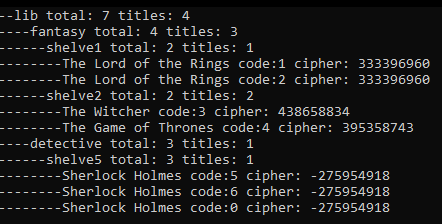 --lib total: 7 titles: 4
----fantasy total: 4 titles: 3
------shelve1 total: 2 titles: 1
--------The Lord of the Rings code:1 cipher: 333396960
--------The Lord of the Rings code:2 cipher: 333396960
------shelve2 total: 2 titles: 2
--------The Witcher code:3 cipher: 438658834
--------The Game of Thrones code:4 cipher: 395358743
----detective total: 3 titles: 1
------shelve5 total: 3 titles: 1
--------Sherlock Holmes code:5 cipher: -275954918
--------Sherlock Holmes code:6 cipher: -275954918
--------Sherlock Holmes code:0 cipher: -275954918